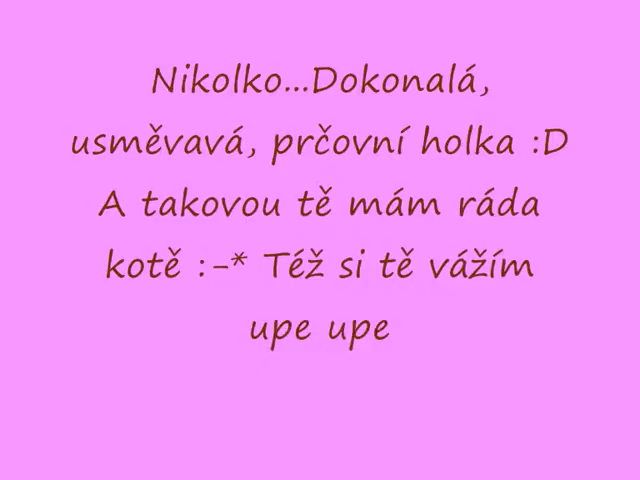 Nikolko...Dokonalá,
usměvavá, prčovní holka :D
A takovou tě mám ráda
kotě :-* Též si tě vážím
upe upe